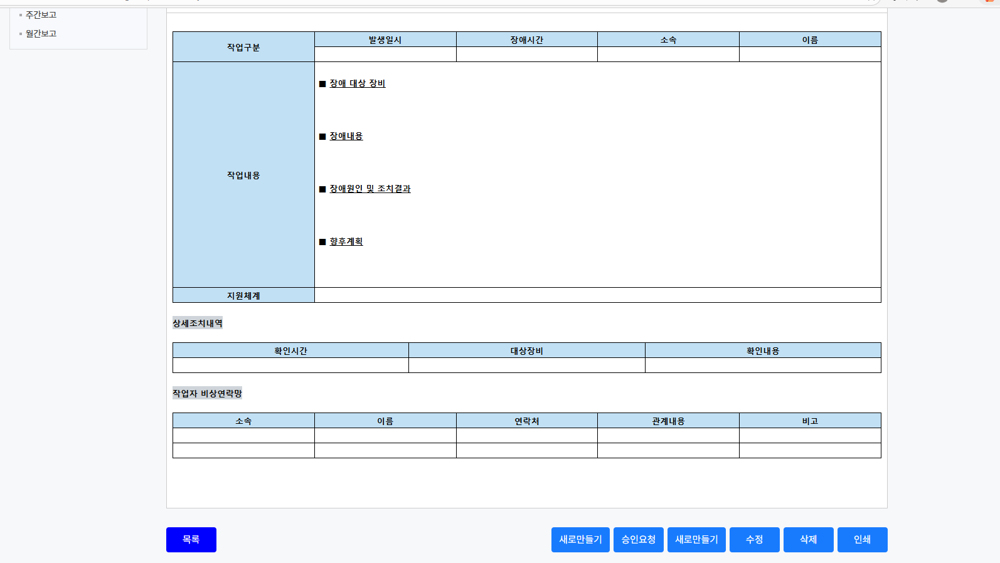 주간보고
월간보고
작업구분 발생일시 장애시간 소속 이름
작업내용
■ 장애 대상 장비
■ 장애내용
■ 장애원인 및 조치결과
■ 향후계획
지원체계
상세조치내역
확인시간 대상장비 확인내용
작업자 비상연락망
소속 이름 연락처 관계내용 비고
목록 새로만들기 승인요청 새로만들기 수정 삭제 인쇄